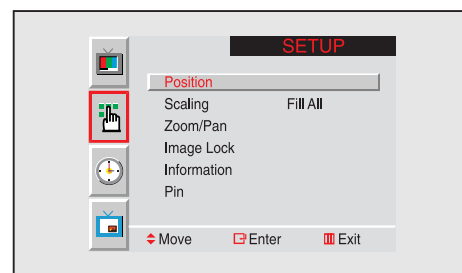 SETUP
Position
Scaling Fill All
Zoom/Pan
Image Lock
Information
Pin
Move Enter Exit